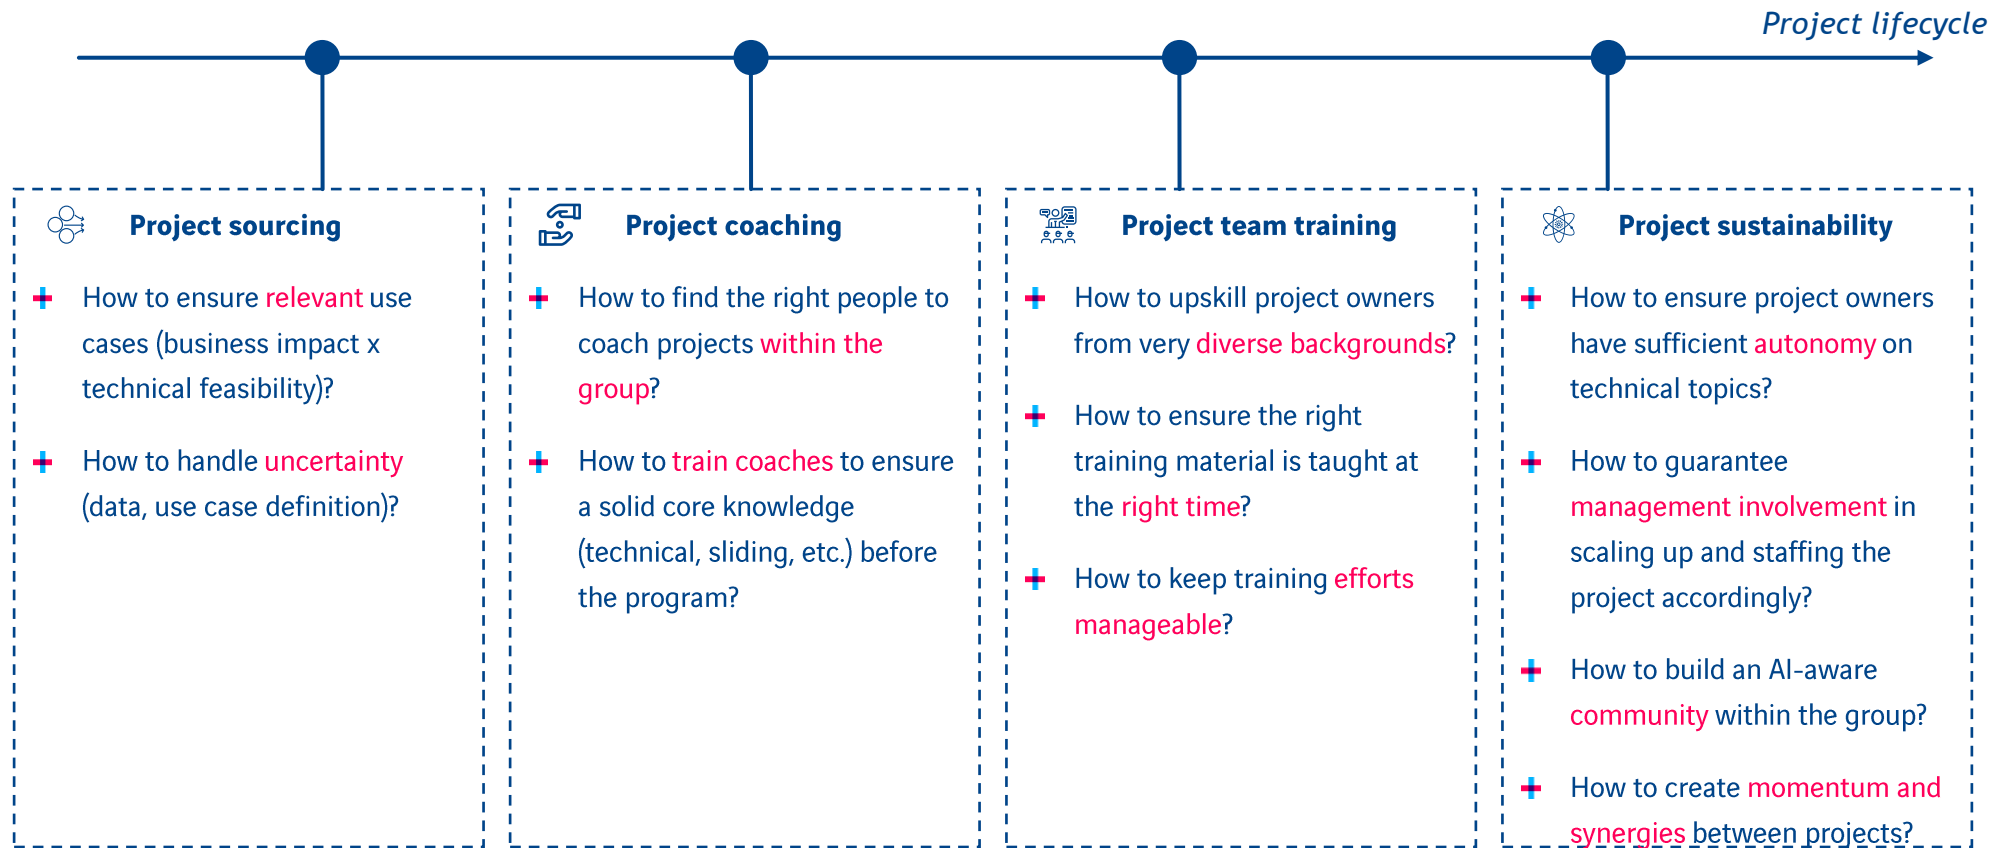 Project lifecycle
Project sourcing
How to ensure relevant use
cases (business impact x
technical feasibility)?
How to handle uncertainty
(data, use case definition)?
Project coaching
How to find the right people to
coach projects within the
group?
How to train coaches to ensure
a solid core knowledge
(technical, sliding, etc.) before
the program?
Project team training
How to upskill project owners
from very diverse backgrounds?
How to ensure the right
training material is taught at
the right time?
How to keep training efforts
manageable?
Project sustainability
How to ensure project owners
have sufficient autonomy on
technical topics?
How to guarantee
management involvement in
scaling up and staffing the
project accordingly?
How to build an AI-aware
community within the group?
How to create momentum and
synergies between projects?